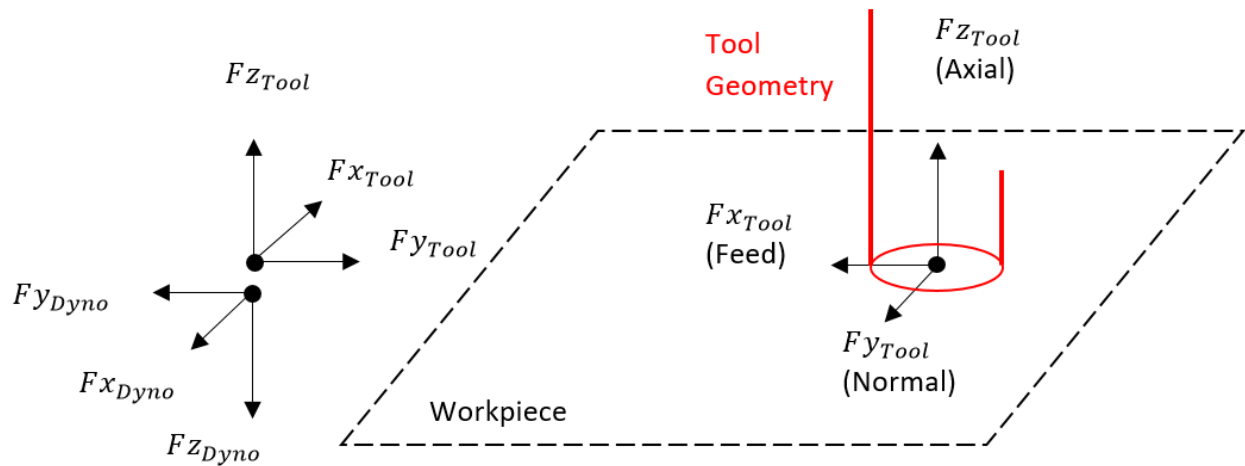 Fz_Tool
Fx_Tool
Fy_Tool
Fy_Dyno
Fx_Dyno
Fz_Dyno
Tool
Geometry
Fz_Tool
(Axial)
Fx_Tool
(Feed)
Fy_Tool
(Normal)
Workpiece